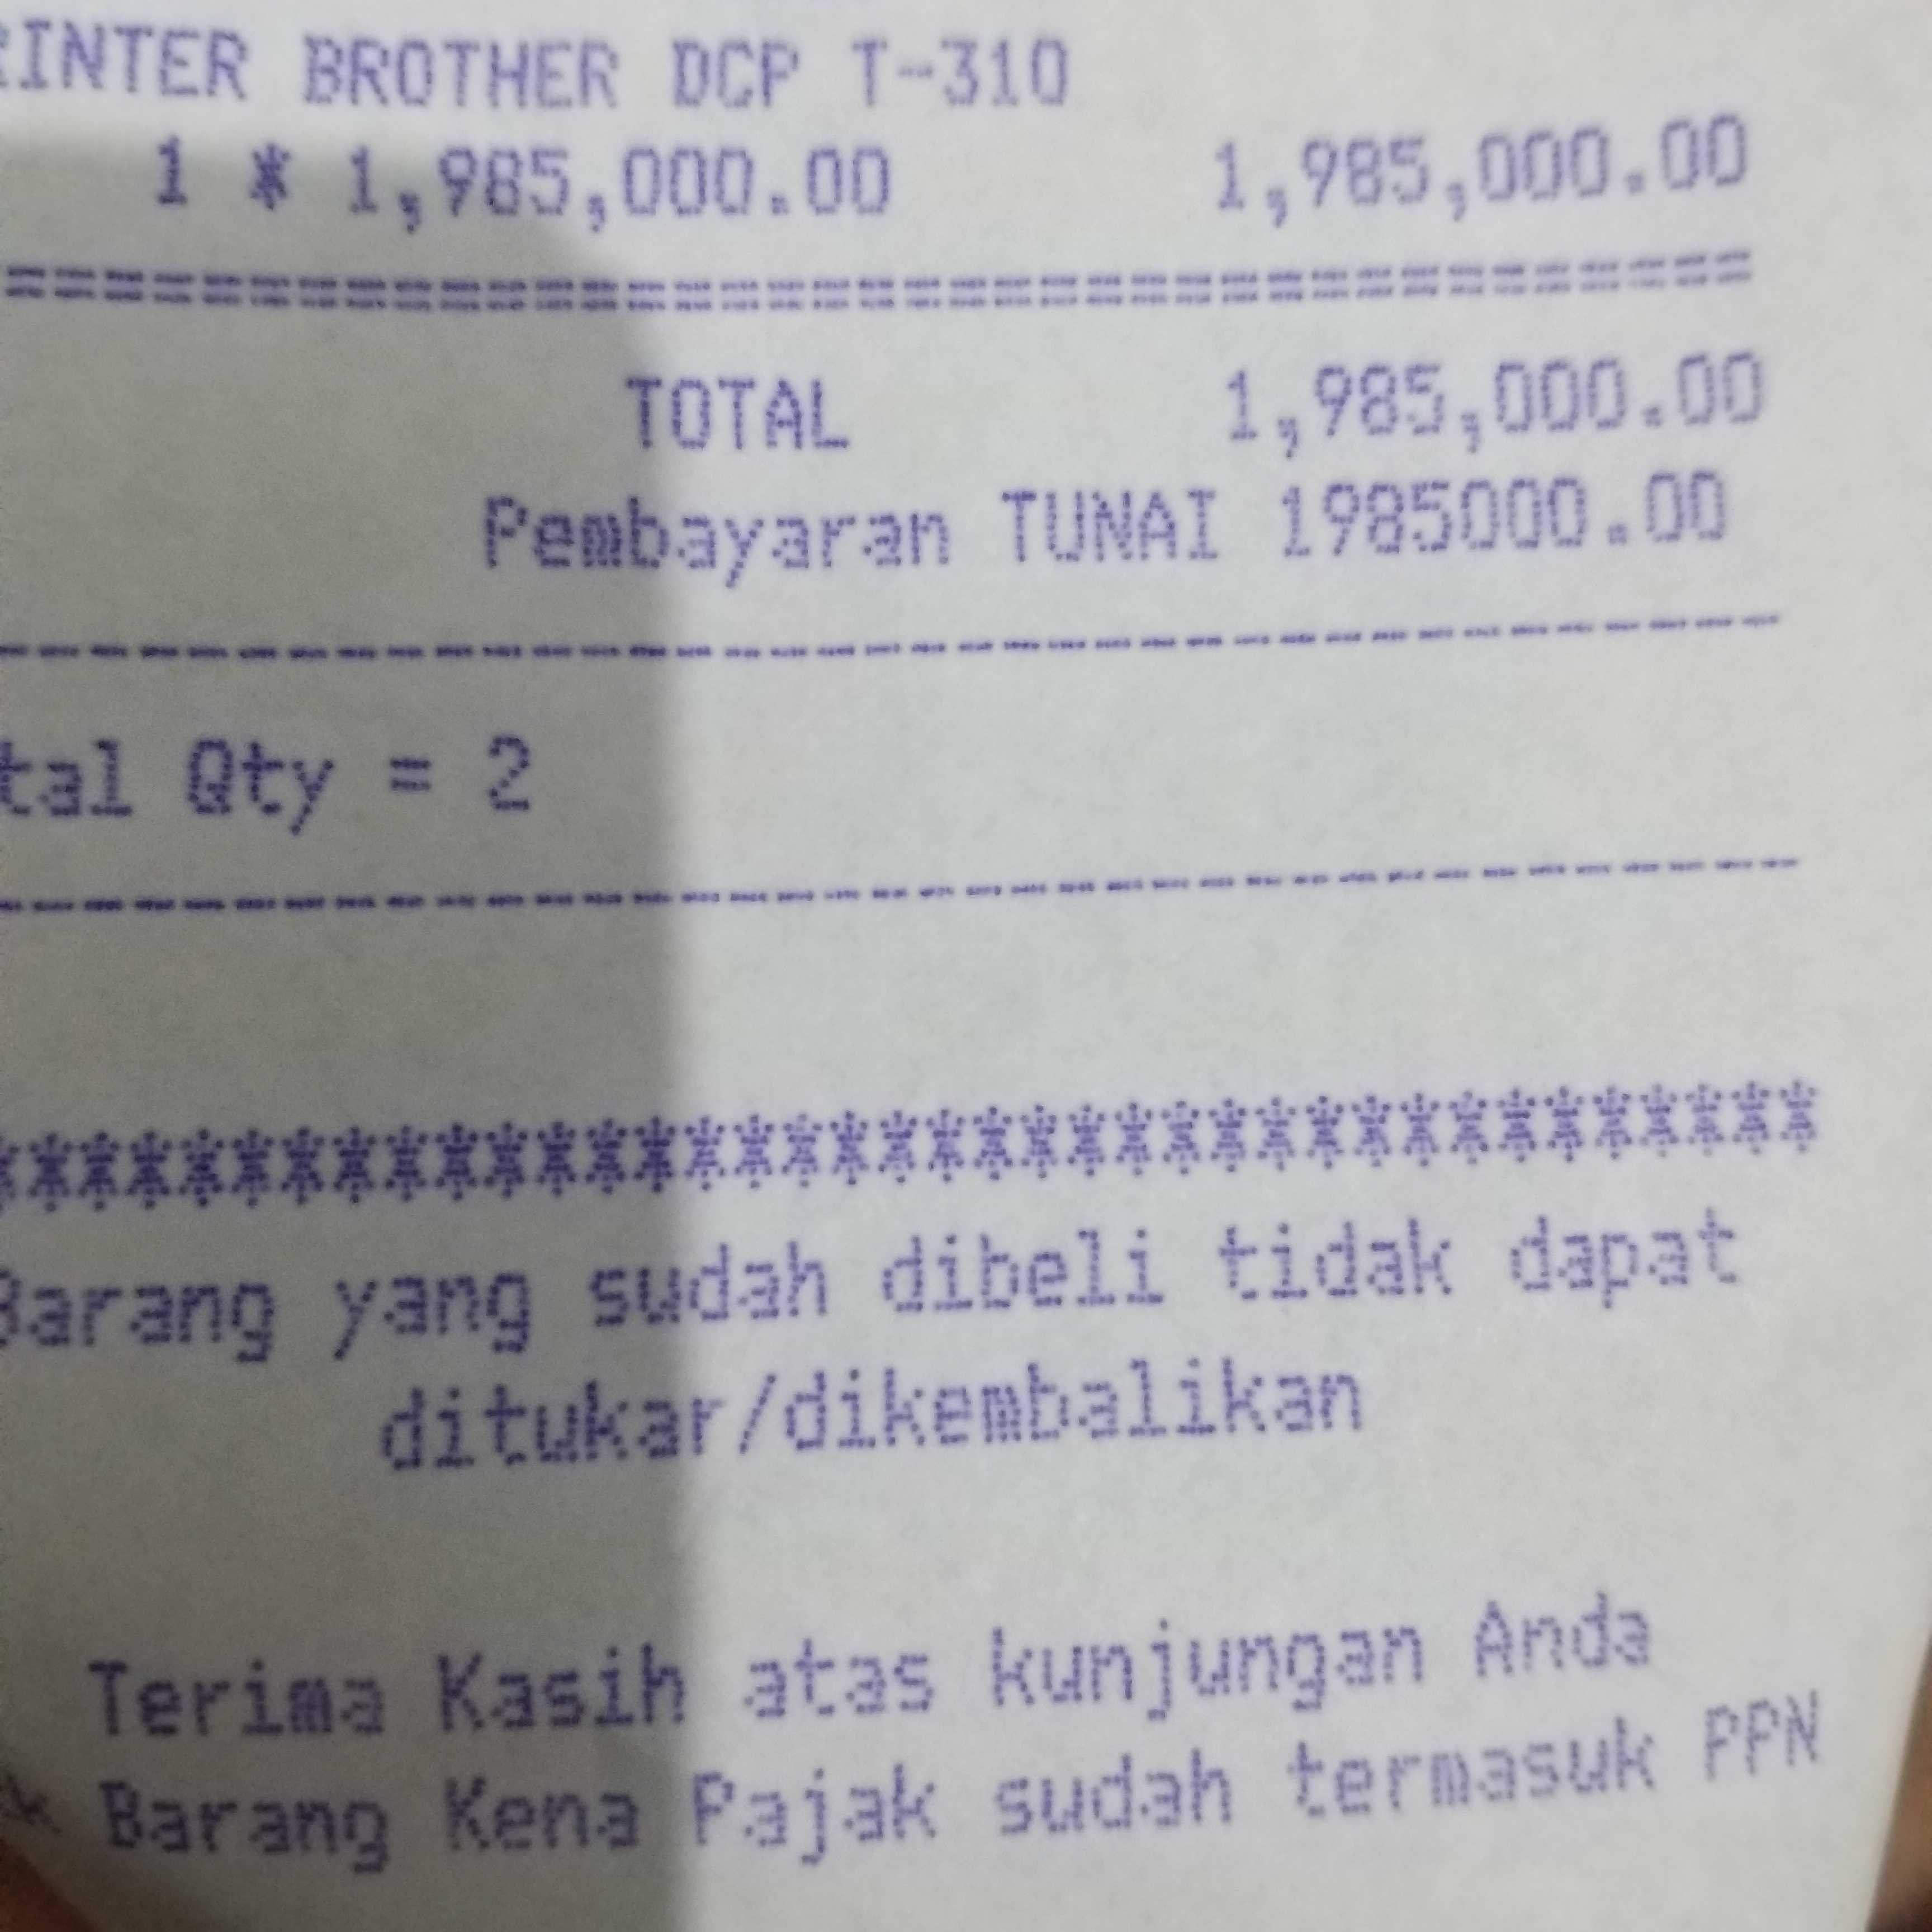 RINTER BROTHER DCP T-310
1 * 1,985,000.00 1,985,000.00
TOTAL 1,985,000.00
Pembayaran TUNAI 1985000.00
tal Qty = 2
**************************************
Barang yang sudah dibeli tidak dapat
ditukar/dikembalikan
Terima Kasih atas kunjungan Anda
* Barang Kena Pajak sudah termasuk PPN